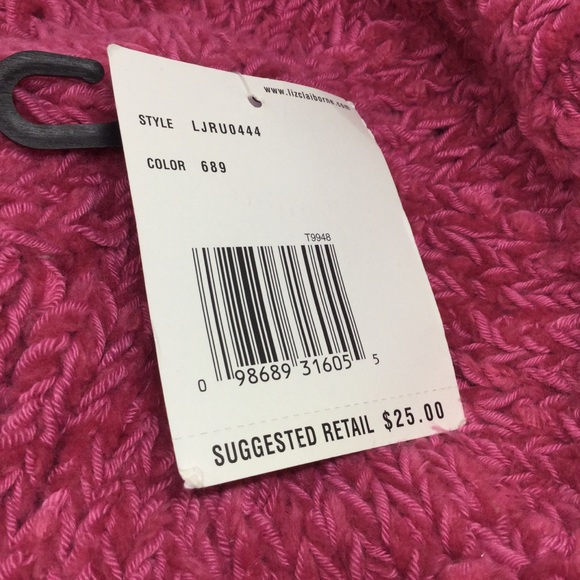 www.lizclaiborne.com
STYLE LJRU0444
COLOR 689
T9948
0 98689 31605 5
SUGGESTED RETAIL $25.00